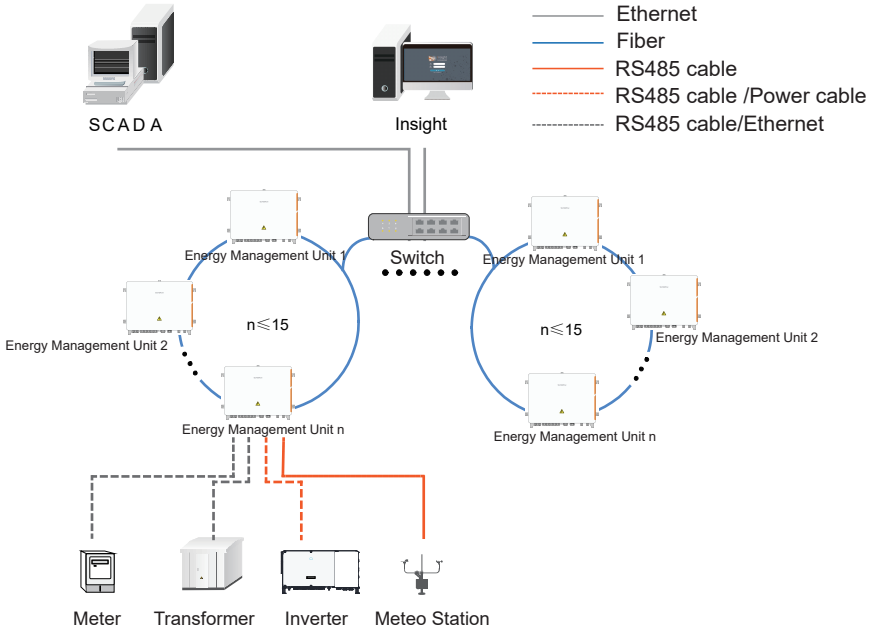 Ethernet
Fiber
RS485 cable
RS485 cable /Power cable
RS485 cable/Ethernet
SCADA
Insight
Switch
Energy Management Unit 1
Energy Management Unit 1
n≤15
n≤15
Energy Management Unit 2
Energy Management Unit 2
Energy Management Unit n
Energy Management Unit n
Meter
Transformer
Inverter
Meteo Station